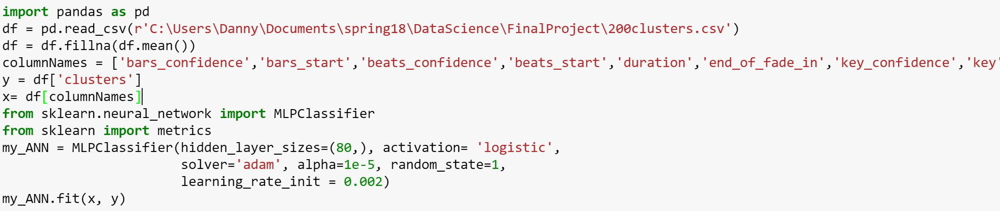 import pandas as pd
df = pd.read_csv(r'C:\Users\Danny\Documents\spring18\DataScience\FinalProject\200clusters.csv')
df = df.fillna(df.mean())
columnNames = ['bars_confidence','bars_start','beats_confidence','beats_start','duration','end_of_fade_in','key_confidence','key'
y = df['clusters']
x= df[columnNames]
from sklearn.neural_network import MLPClassifier
from sklearn import metrics
my_ANN = MLPClassifier(hidden_layer_sizes=(80,), activation= 'logistic',
                       solver='adam', alpha=1e-5, random_state=1,
                       learning_rate_init = 0.002)
my_ANN.fit(x, y)